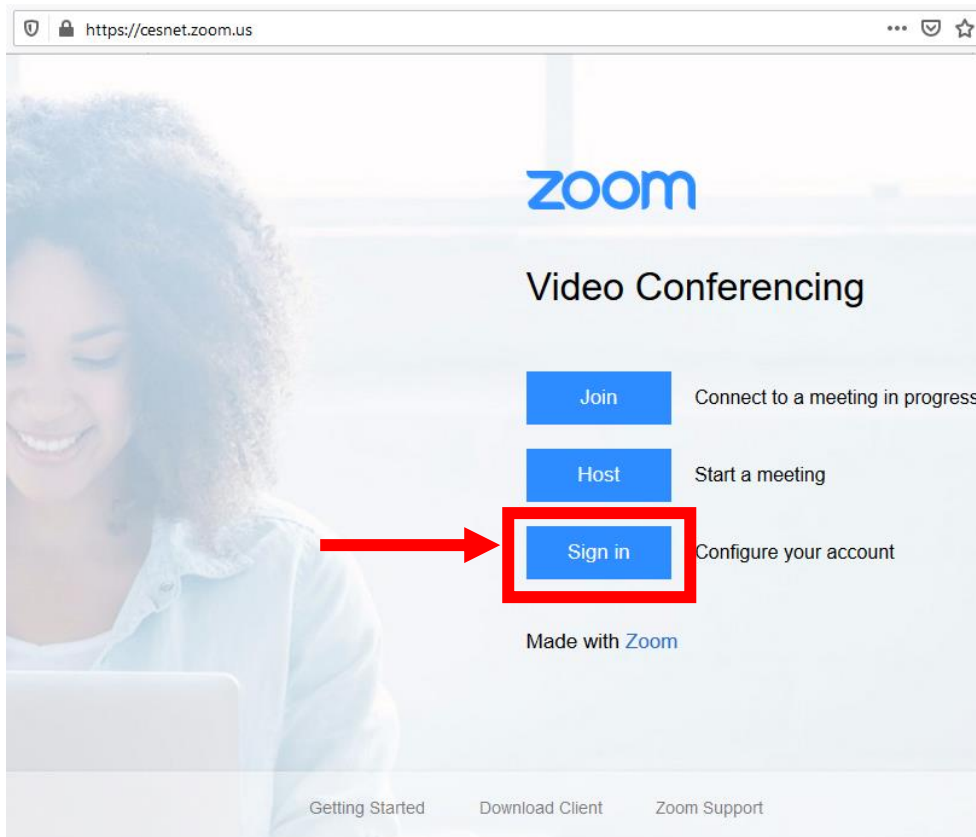 https://cesnet.zoom.us
zoom
Video Conferencing
Join Connect to a meeting in progress
Host Start a meeting
Sign in Configure your account
Made with Zoom
Getting Started Download Client Zoom Support